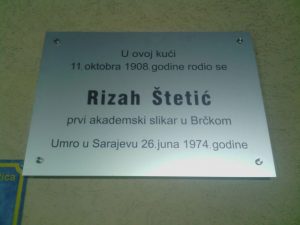 U ovoj kući
11.oktobra 1908.godine rodio se
Rizah Štetić
prvi akademski slikar u Brčkom
Umro u Sarajevu 26.juna 1974.godine